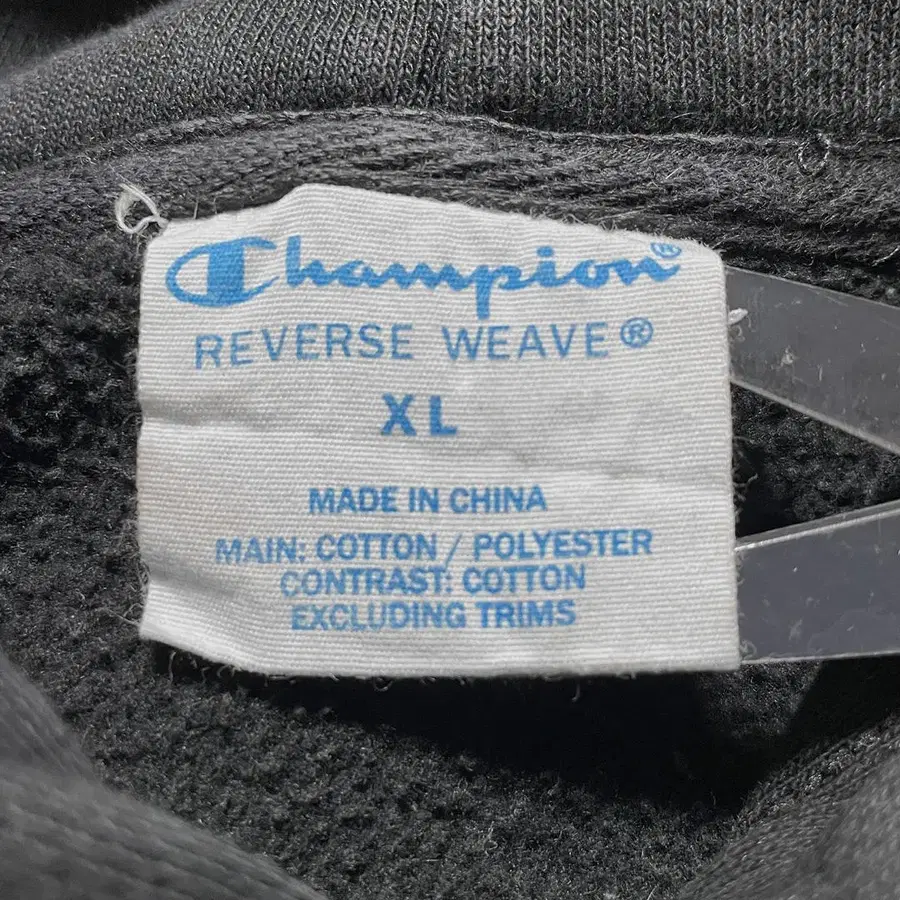 Champion®
REVERSE WEAVE®
XL
MADE IN CHINA
MAIN: COTTON / POLYESTER
CONTRAST: COTTON
EXCLUDING TRIMS